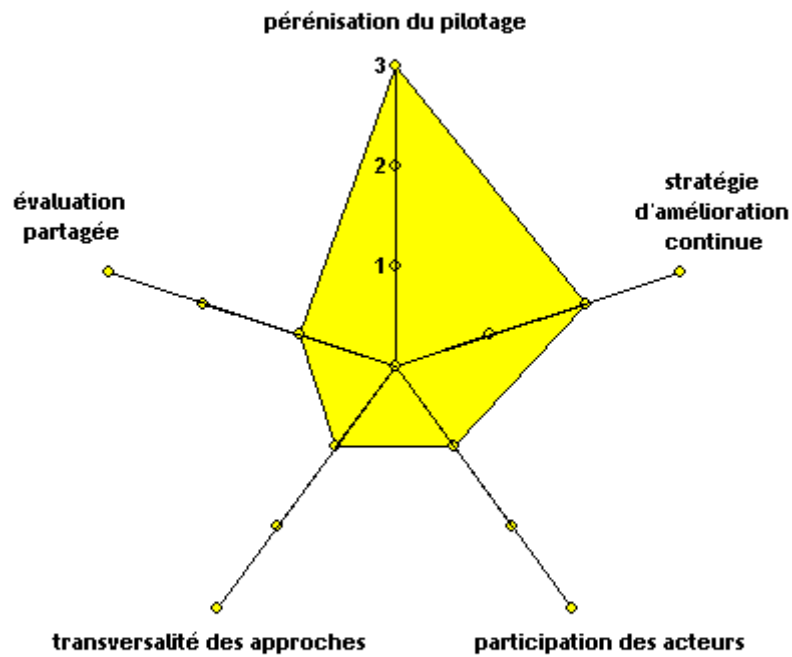 pérénisation du pilotage
3
2
1
stratégie
d'amélioration
continue
évaluation
partagée
transversalité des approches
participation des acteurs